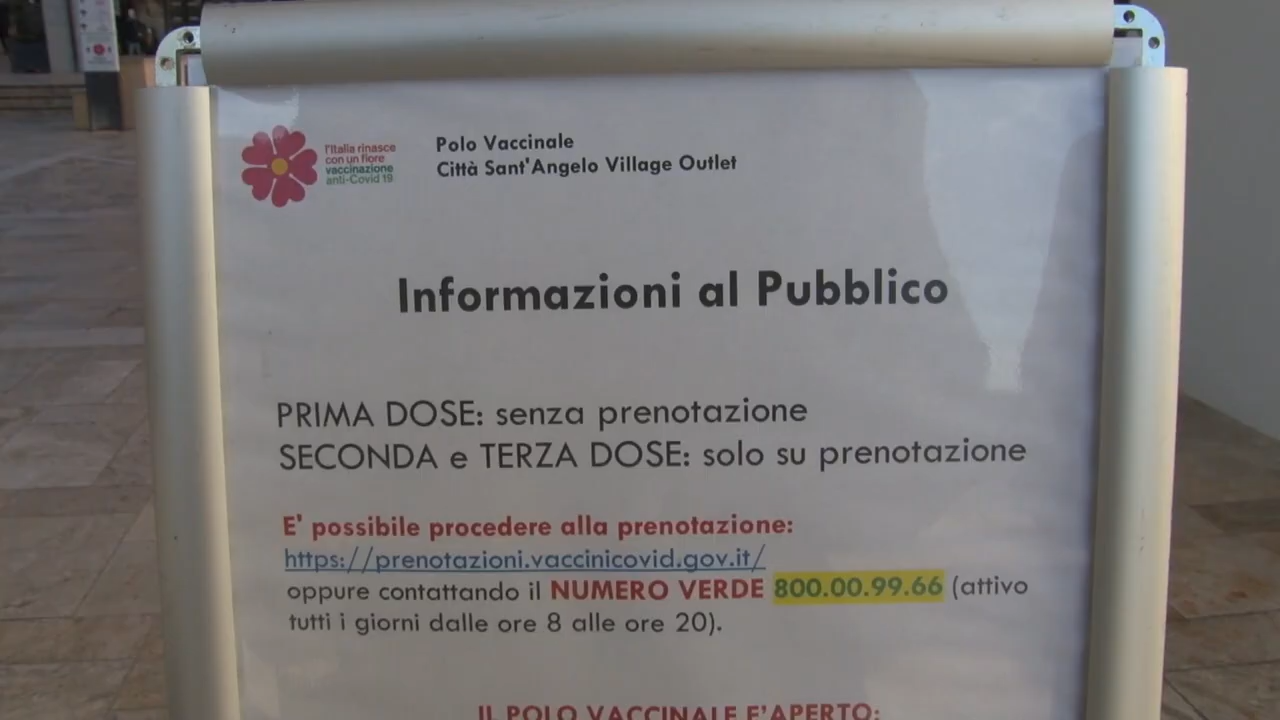 l'Italia rinasce
con un fiore
vaccinazione
anti-Covid 19
Polo Vaccinale
Città Sant'Angelo Village Outlet
Informazioni al Pubblico
PRIMA DOSE: senza prenotazione
SECONDA e TERZA DOSE: solo su prenotazione
E' possibile procedere alla prenotazione:
https://prenotazioni.vaccinicovid.gov.it/
oppure contattando il NUMERO VERDE 800.00.99.66 (attivo
tutti i giorni dalle ore 8 alle ore 20).
IL POLO VACCINALE E'APERTO: